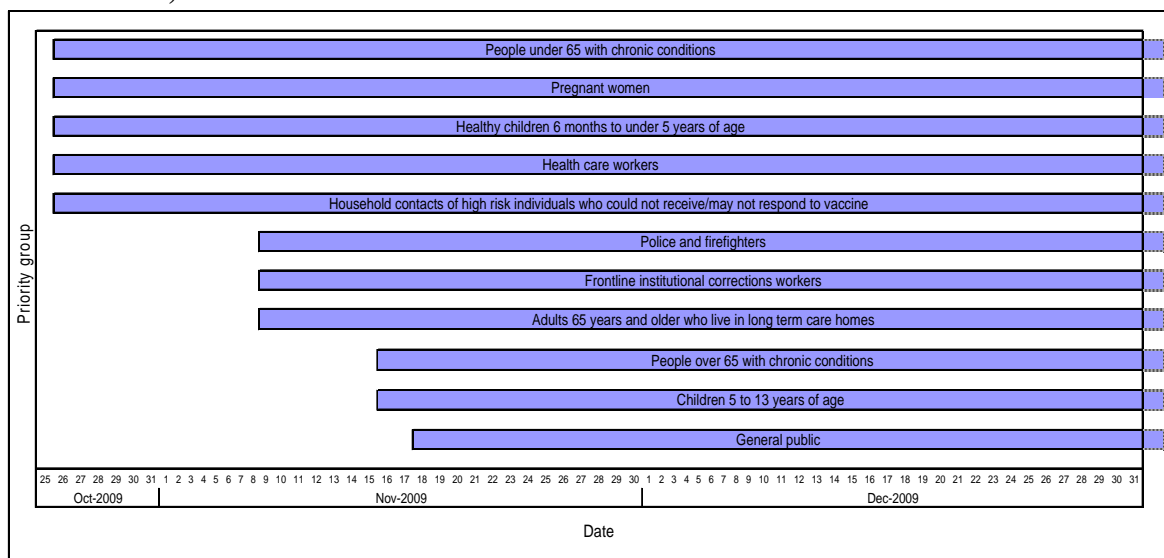 People under 65 with chronic conditions
Pregnant women
Healthy children 6 months to under 5 years of age
Health care workers
Household contacts of high risk individuals who could not receive/may not respond to vaccine
Police and firefighters
Frontline institutional corrections workers
Adults 65 years and older who live in long term care homes
People over 65 with chronic conditions
Children 5 to 13 years of age
General public
Priority group
25 26 27 28 29 30 31 1 2 3 4 5 6 7 8 9 10 11 12 13 14 15 16 17 18 19 20 21 22 23 24 25 26 27 28 29 30 1 2 3 4 5 6 7 8 9 10 11 12 13 14 15 16 17 18 19 20 21 22 23 24 25 26 27 28 29 30 31
Oct-2009 Nov-2009 Dec-2009
Date